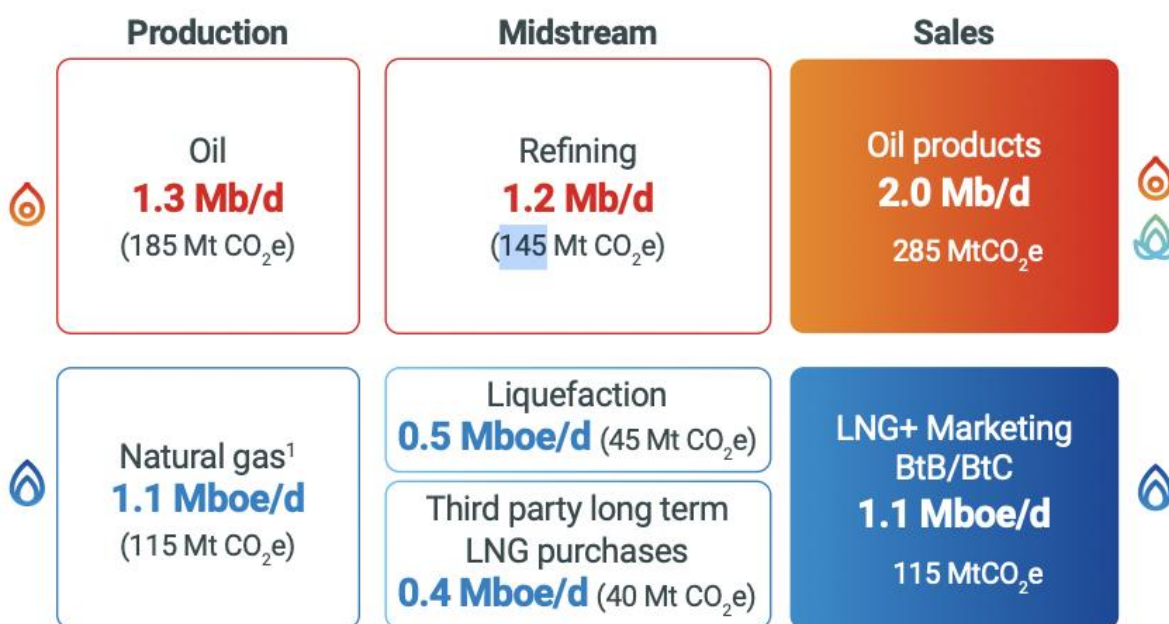 Production
Midstream
Sales
Oil
1.3 Mb/d
(185 Mt CO₂e)
Refining
1.2 Mb/d
(145 Mt CO₂e)
Oil products
2.0 Mb/d
285 MtCO₂e
Natural gas¹
1.1 Mboe/d
(115 Mt CO₂e)
Liquefaction
0.5 Mboe/d (45 Mt CO₂e)
Third party long term
LNG purchases
0.4 Mboe/d (40 Mt CO₂e)
LNG+ Marketing
BtB/BtC
1.1 Mboe/d
115 MtCO₂e